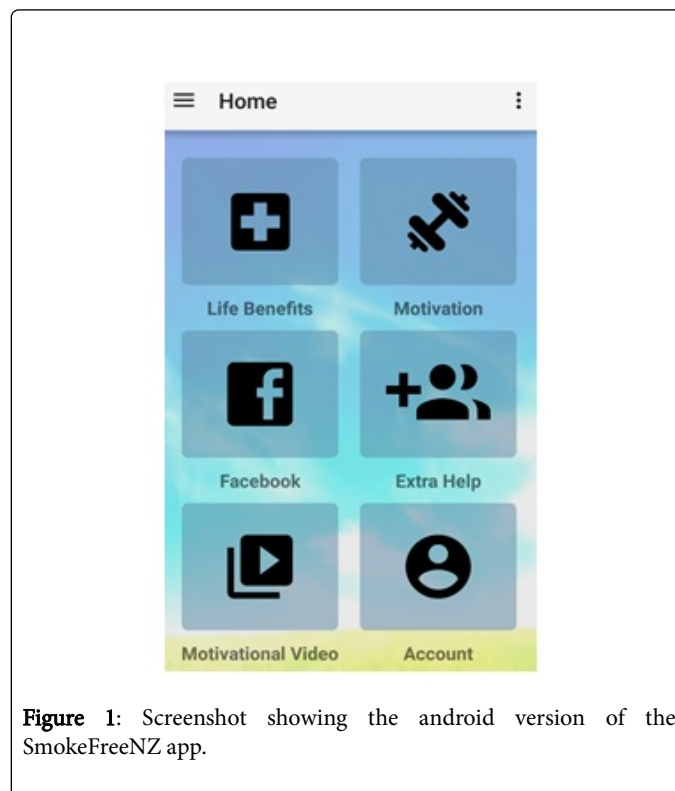 Home
Life Benefits Motivation
Facebook Extra Help
Motivational Video Account
Figure 1: Screenshot showing the android version of the
SmokeFreeNZ app.